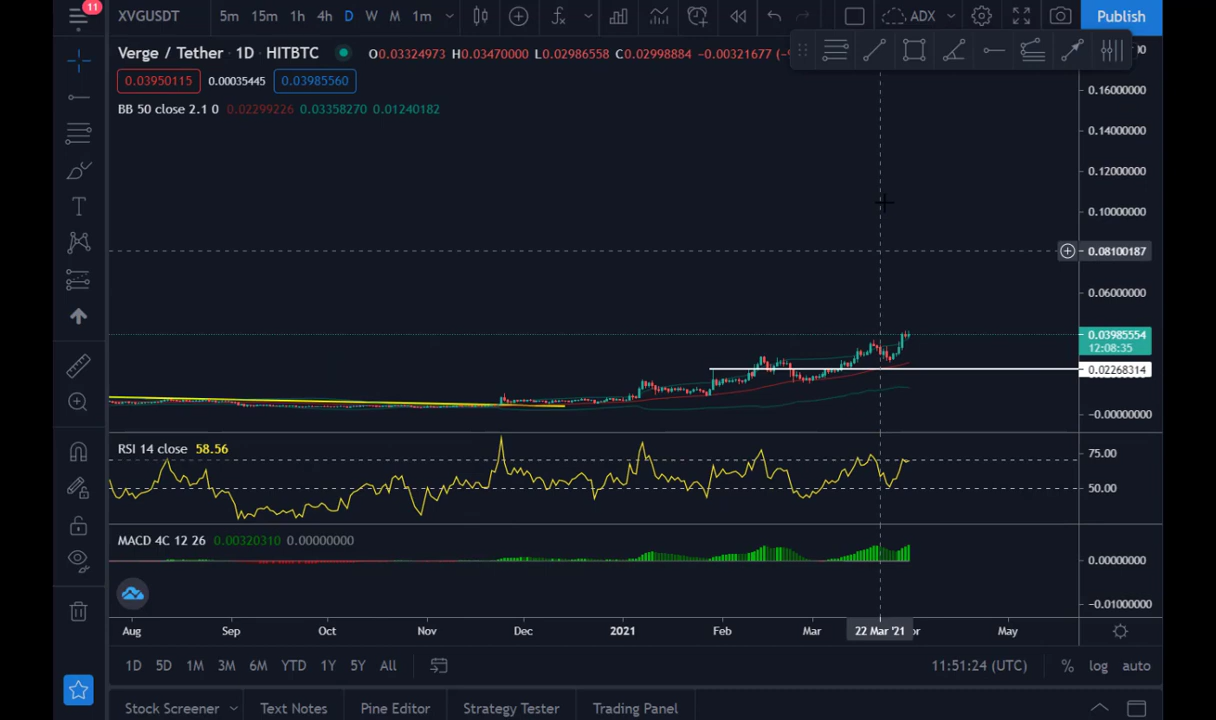 11
XVGUSDT 5m 15m 1h 4h D W M 1m ADX Publish
Verge / Tether · 1D · HITBTC O0.03324973 H0.03470000 L0.02986558 C0.02998884 −0.00321677
0.03950115 0.00035445 0.03985560
BB 50 close 2.1 0 0.02299226 0.03358270 0.01240182
0.16000000
0.14000000
0.12000000
0.10000000
0.08100187
0.06000000
0.03985554
12:08:35
0.02268314
−0.00000000
RSI 14 close 58.56
75.00
50.00
MACD 4C 12 26 0.00320310 0.00000000
0.00000000
−0.01000000
Aug Sep Oct Nov Dec 2021 Feb Mar 22 Mar '21 May
1D 5D 1M 3M 6M YTD 1Y 5Y All 11:51:24 (UTC) % log auto
Stock Screener Text Notes Pine Editor Strategy Tester Trading Panel